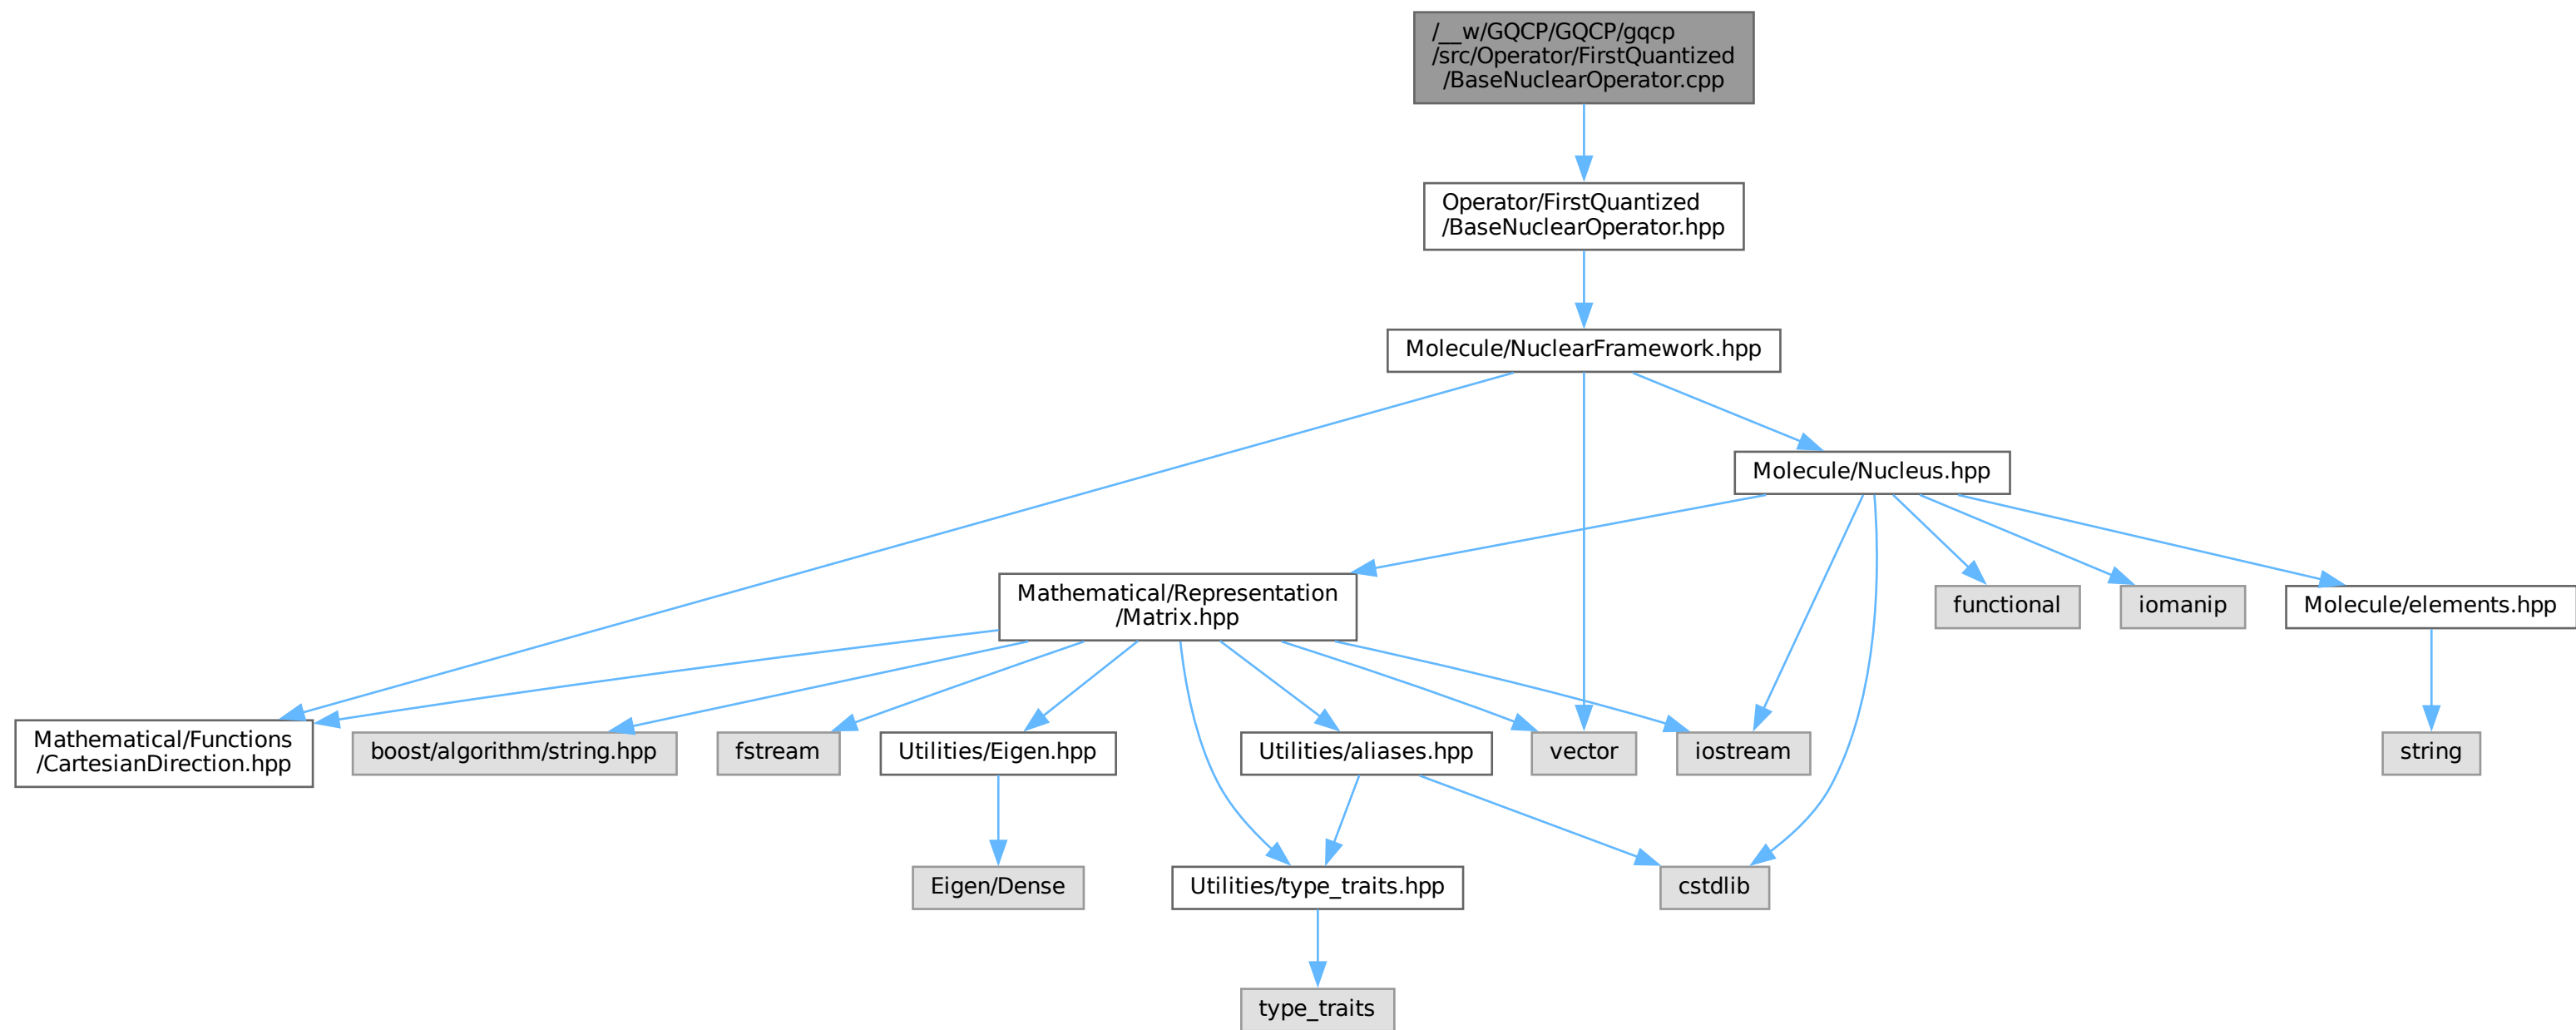 /__w/GQCP/GQCP/gqcp
/src/Operator/FirstQuantized
/BaseNuclearOperator.cpp
Operator/FirstQuantized
/BaseNuclearOperator.hpp
Molecule/NuclearFramework.hpp
Molecule/Nucleus.hpp
Mathematical/Representation
/Matrix.hpp
functional
iomanip
Molecule/elements.hpp
Mathematical/Functions
/CartesianDirection.hpp
boost/algorithm/string.hpp
fstream
Utilities/Eigen.hpp
Utilities/aliases.hpp
vector
iostream
string
Eigen/Dense
Utilities/type_traits.hpp
cstdlib
type_traits